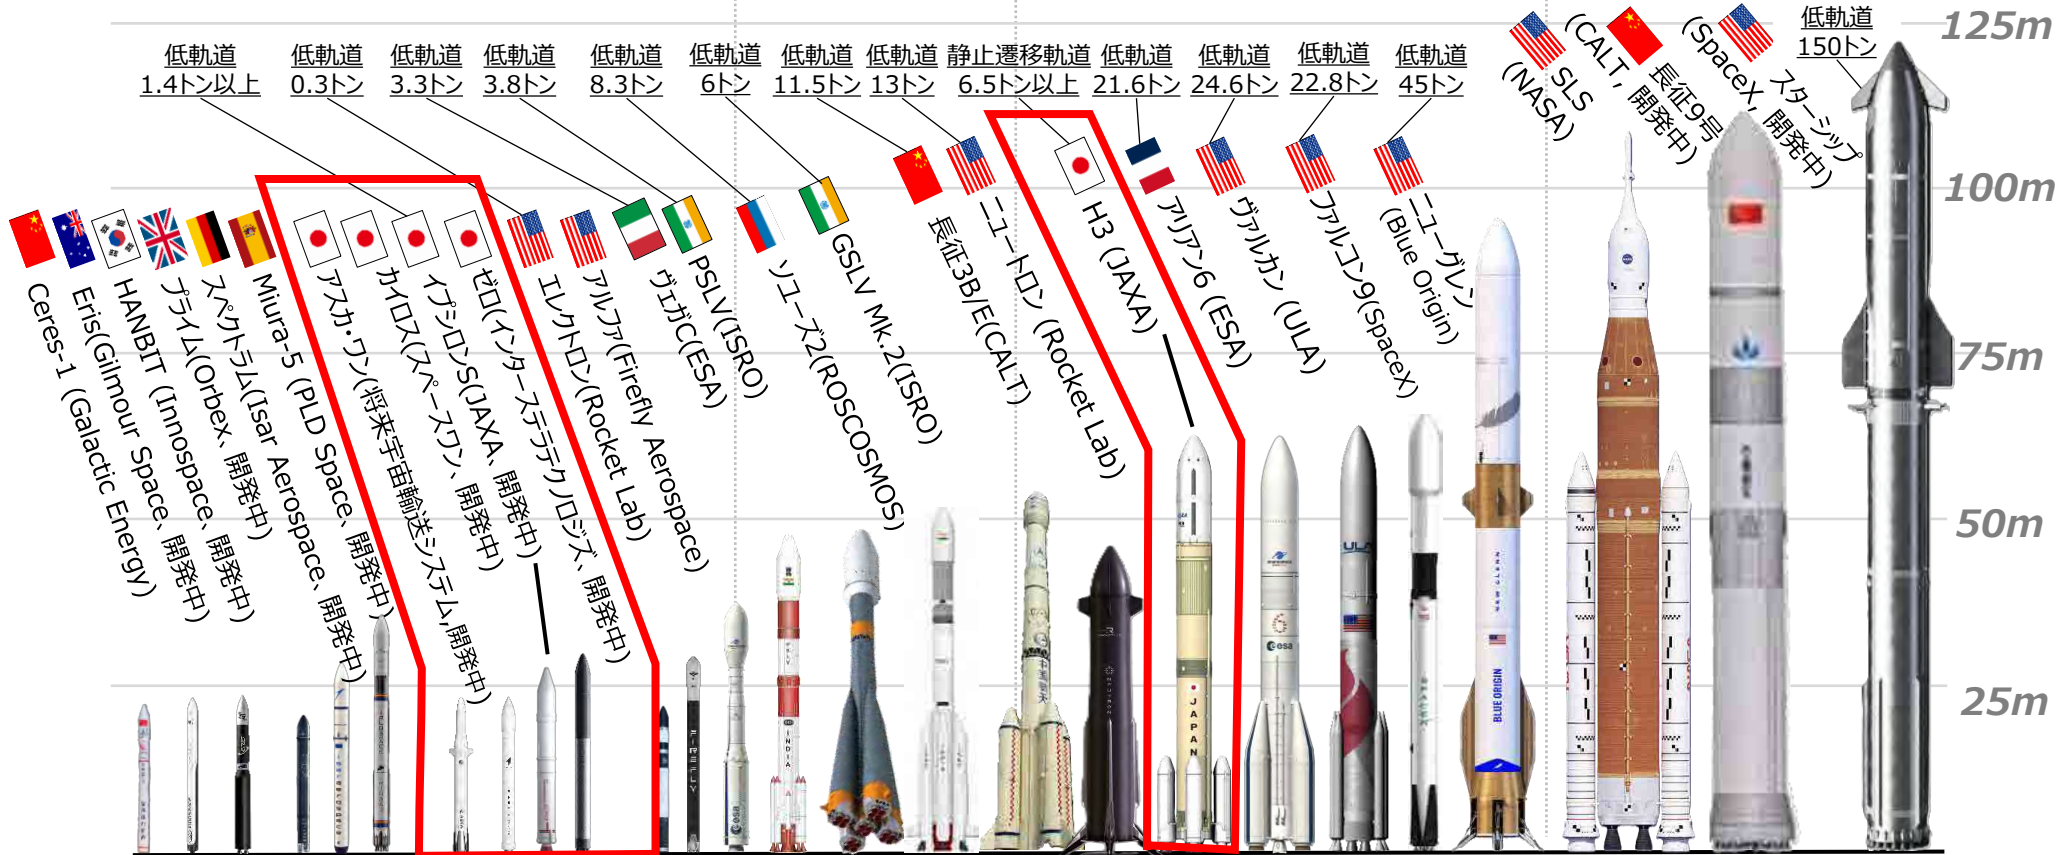 低軌道
1.4トン以上
低軌道
0.3トン
低軌道
3.3トン
低軌道
3.8トン
低軌道
8.3トン
低軌道
6トン
低軌道
11.5トン
低軌道
13トン
静止遷移軌道
6.5トン以上
低軌道
21.6トン
低軌道
24.6トン
低軌道
22.8トン
低軌道
45トン
低軌道
150トン
125m
100m
75m
50m
25m
Ceres-1 (Galactic Energy)
Eris(Gilmour Space、開発中)
HANBIT (Innospace、開発中)
プライム(Orbex、開発中)
スペクトラム(Isar Aerospace、開発中)
Miura-5 (PLD Space、開発中)
アスカ・ワン(将来宇宙輸送システム,開発中)
カイロス(スペースワン、開発中)
イプシロンS(JAXA、開発中)
ゼロ(インターステラテクノロジズ、開発中)
エレクトロン(Rocket Lab)
アルファ(Firefly Aerospace)
ヴェガC(ESA)
PSLV(ISRO)
ソユーズ2(ROSCOSMOS)
GSLV Mk.2(ISRO)
長征3B/E(CALT)
ニュートロン (Rocket Lab)
H3 (JAXA)
アリアン6 (ESA)
ヴァルカン (ULA)
ファルコン9(SpaceX)
ニューグレン
(Blue Origin)
SLS
(NASA)
長征9号
(CALT, 開発中)
スターシップ
(SpaceX, 開発中)
FIREFLY
esa
INDIA
JAPAN
esa
ULA
NEW GLENN
BLUE ORIGIN